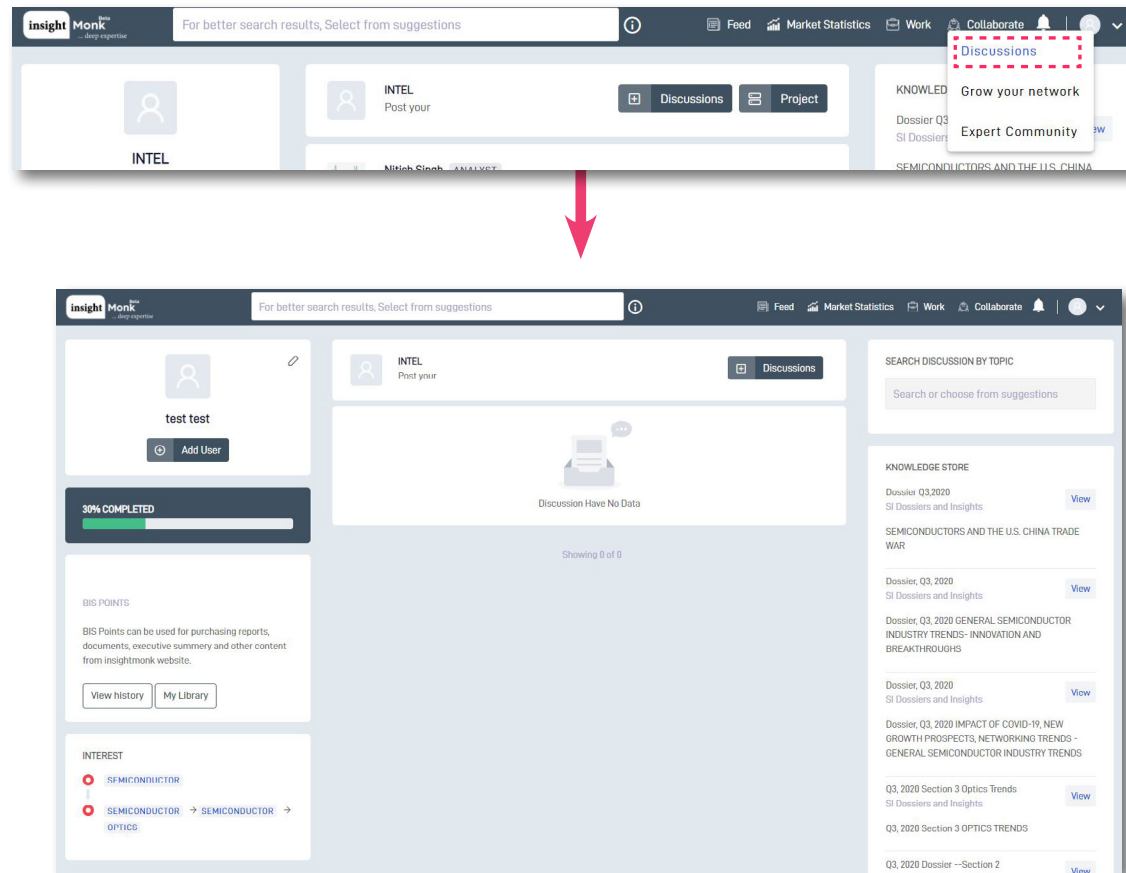 insight Monk Beta
... deep expertise
For better search results, Select from suggestions
Feed
Market Statistics
Work
Collaborate
Discussions
Grow your network
Expert Community
INTEL
INTEL
Post your
Discussions
Project
KNOWLED
Dossier Q3
SI Dossiers
ew
SEMICONDUCTORS AND THE U.S. CHINA
Nitish Singh ANALYST
insight Monk Beta
... deep expertise
For better search results, Select from suggestions
Feed
Market Statistics
Work
Collaborate
test test
Add User
30% COMPLETED
BIS POINTS
BIS Points can be used for purchasing reports,
documents, executive summery and other content
from insightmonk website.
View history
My Library
INTEREST
SEMICONDUCTOR
SEMICONDUCTOR → SEMICONDUCTOR →
OPTICS
INTEL
Post your
Discussions
Discussion Have No Data
Showing 0 of 0
SEARCH DISCUSSION BY TOPIC
Search or choose from suggestions
KNOWLEDGE STORE
Dossier Q3,2020
SI Dossiers and Insights
View
SEMICONDUCTORS AND THE U.S. CHINA TRADE
WAR
Dossier, Q3, 2020
SI Dossiers and Insights
View
Dossier, Q3, 2020 GENERAL SEMICONDUCTOR
INDUSTRY TRENDS- INNOVATION AND
BREAKTHROUGHS
Dossier, Q3, 2020
SI Dossiers and Insights
View
Dossier, Q3, 2020 IMPACT OF COVID-19, NEW
GROWTH PROSPECTS, NETWORKING TRENDS -
GENERAL SEMICONDUCTOR INDUSTRY TRENDS
Q3, 2020 Section 3 Optics Trends
SI Dossiers and Insights
View
Q3, 2020 Section 3 OPTICS TRENDS
Q3, 2020 Dossier --Section 2
View